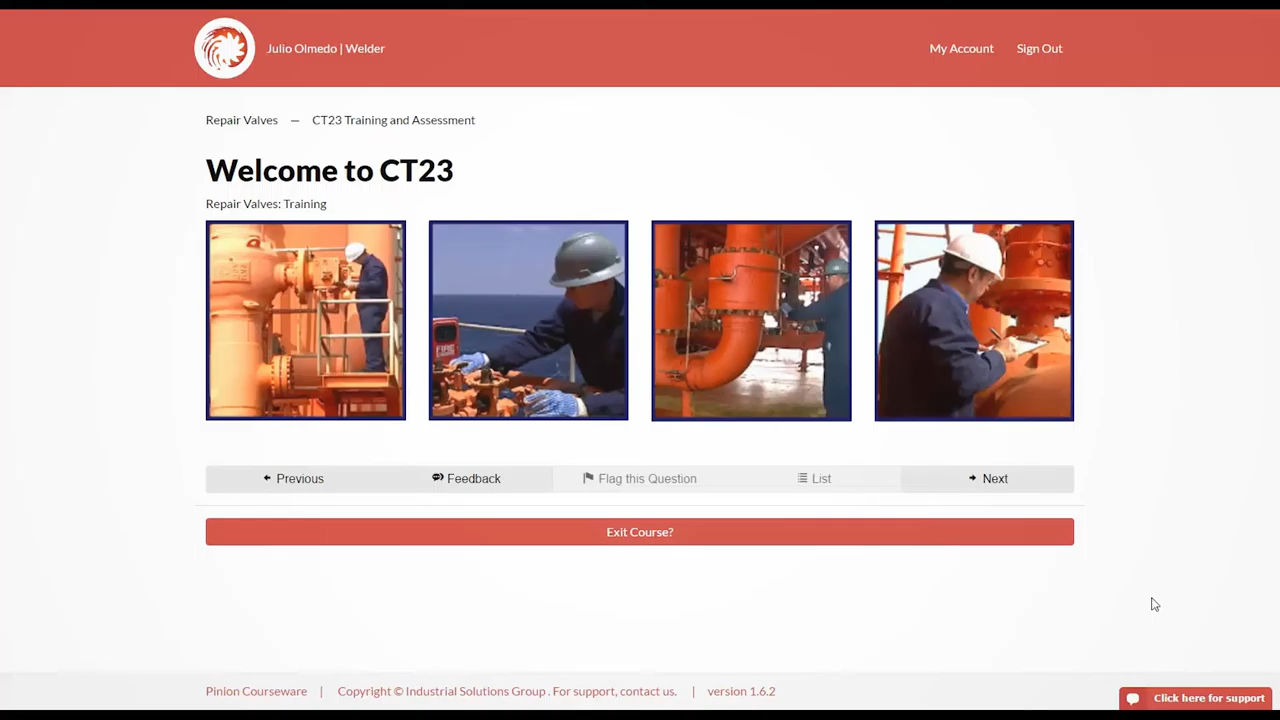 Julio Olmedo | Welder
My Account
Sign Out
Repair Valves — CT23 Training and Assessment
Welcome to CT23
Repair Valves: Training
FIRE
Previous
Feedback
Flag this Question
List
Next
Exit Course?
Pinion Courseware | Copyright © Industrial Solutions Group . For support, contact us. | version 1.6.2
Click here for support